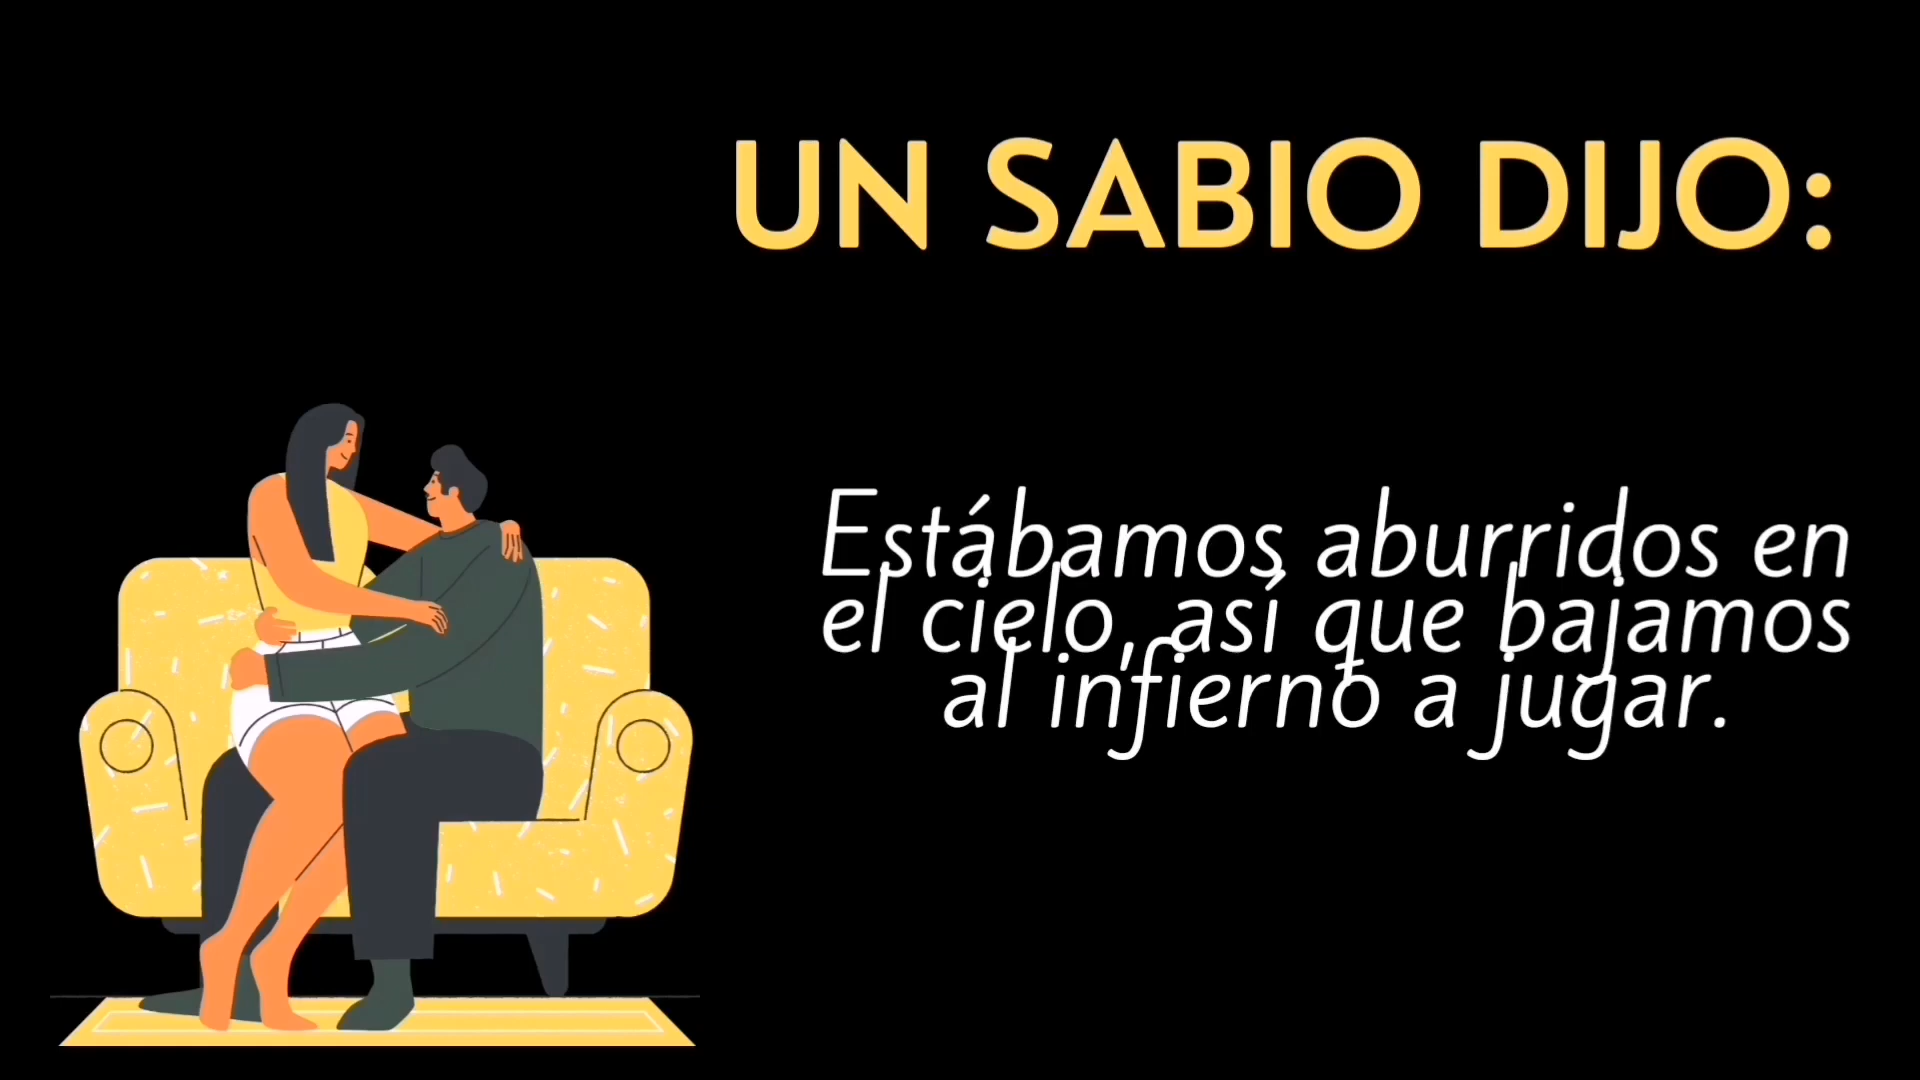 UN SABIO DIJO:
Estábamos aburridos en
el cielo, así que bajamos
al infierno a jugar.